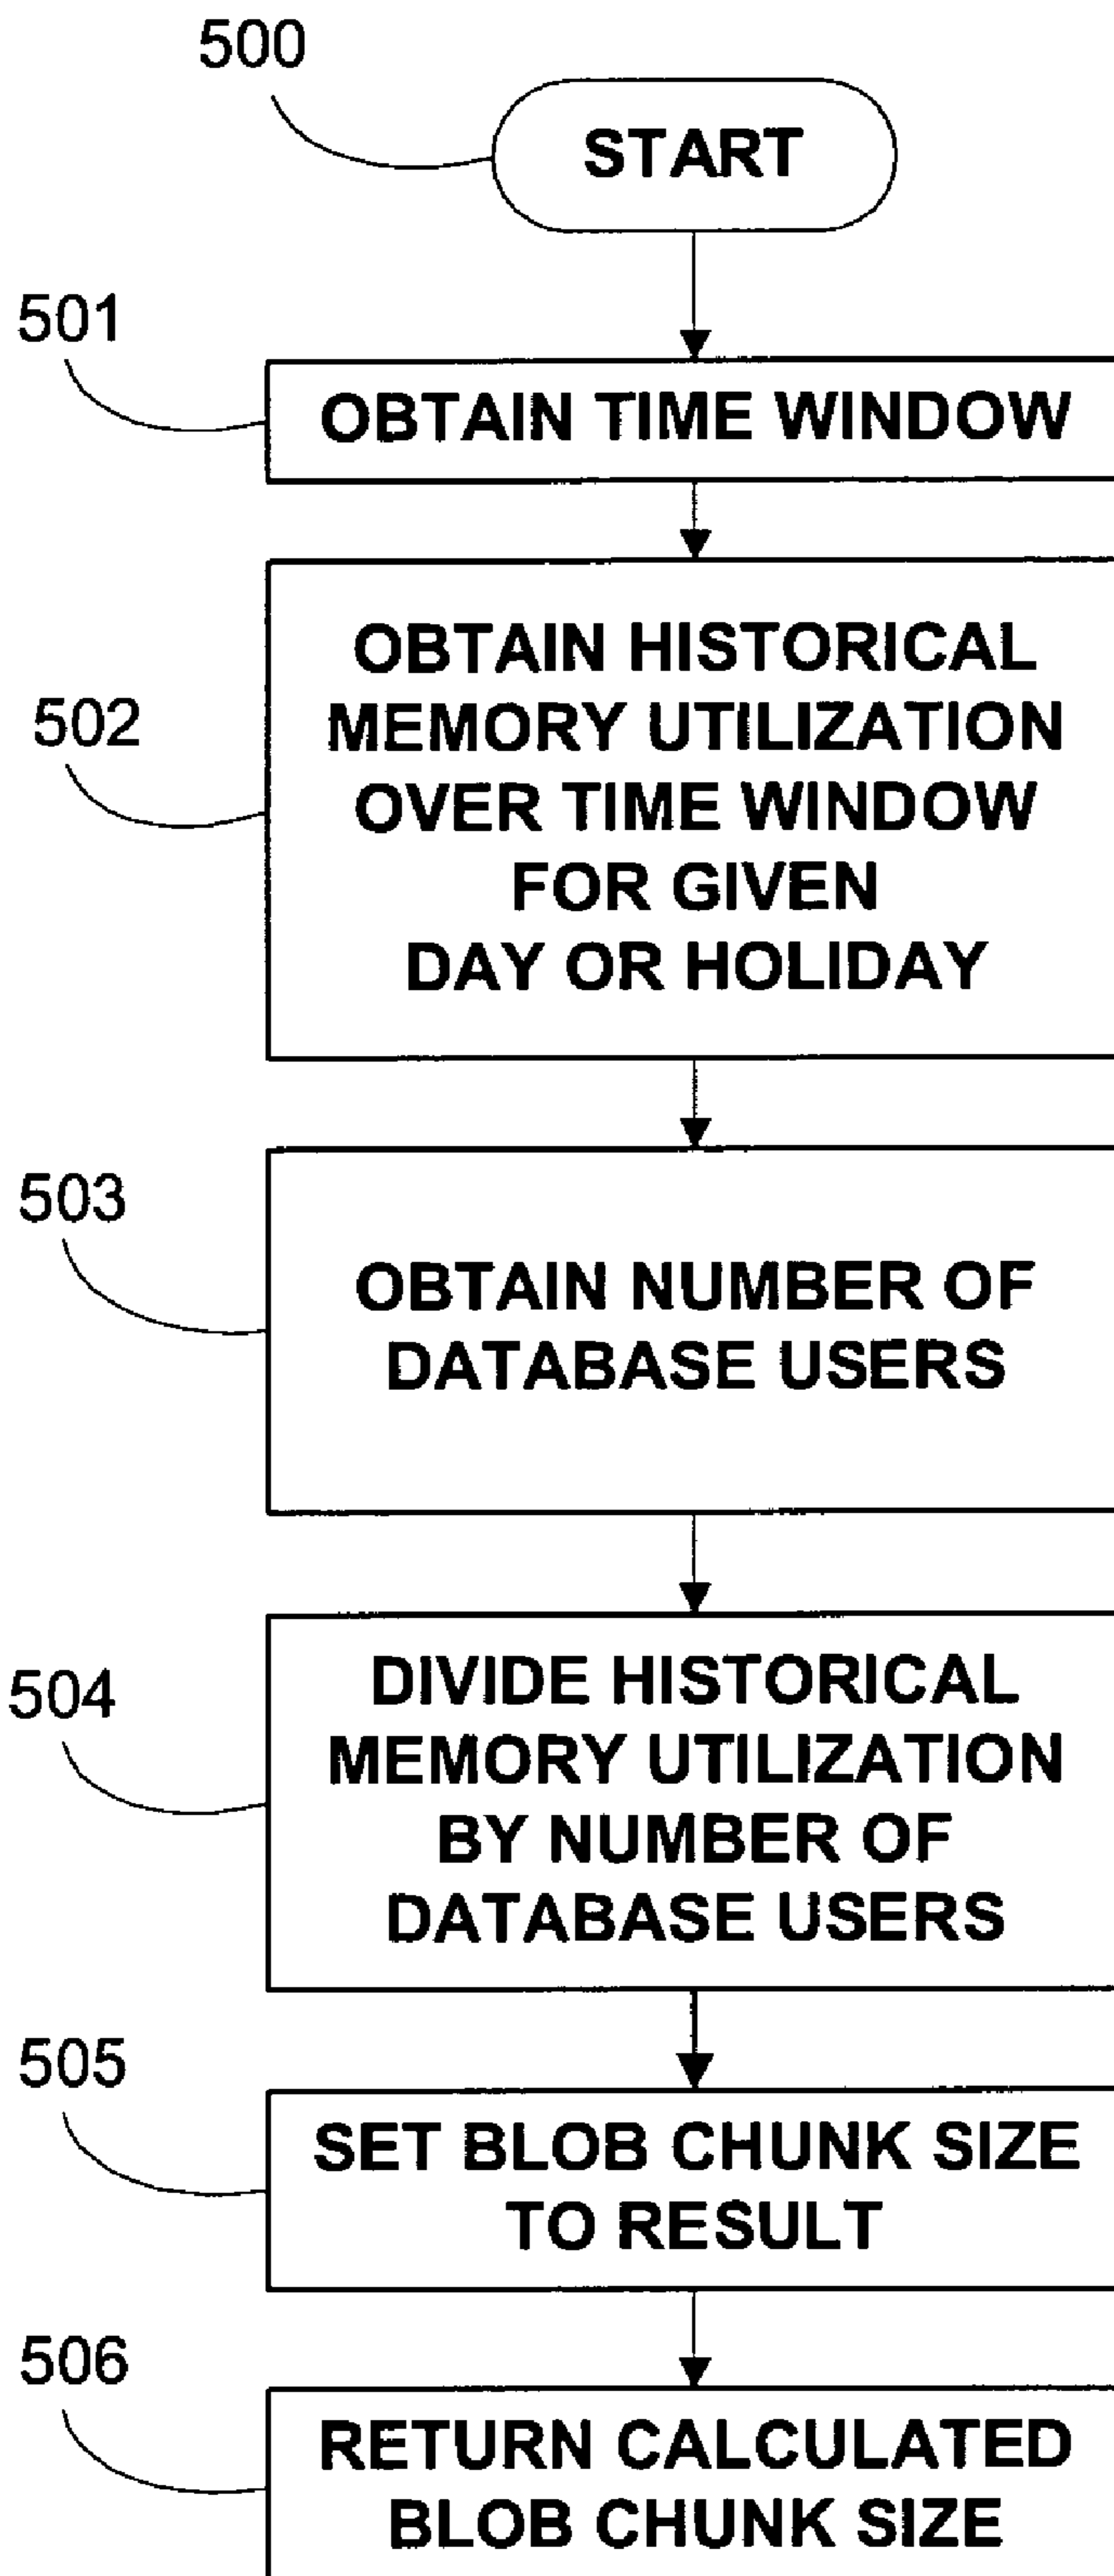 500
START
501
OBTAIN TIME WINDOW
502
OBTAIN HISTORICAL
MEMORY UTILIZATION
OVER TIME WINDOW
FOR GIVEN
DAY OR HOLIDAY
503
OBTAIN NUMBER OF
DATABASE USERS
504
DIVIDE HISTORICAL
MEMORY UTILIZATION
BY NUMBER OF
DATABASE USERS
505
SET BLOB CHUNK SIZE
TO RESULT
506
RETURN CALCULATED
BLOB CHUNK SIZE